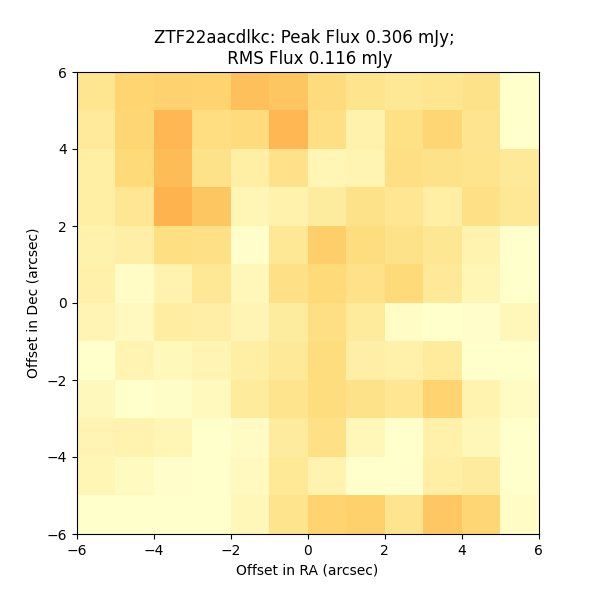 ZTF22aacdlkc: Peak Flux 0.306 mJy;
RMS Flux 0.116 mJy
6
4
2
0
−2
−4
−6
Offset in Dec (arcsec)
−6 −4 −2 0 2 4 6
Offset in RA (arcsec)